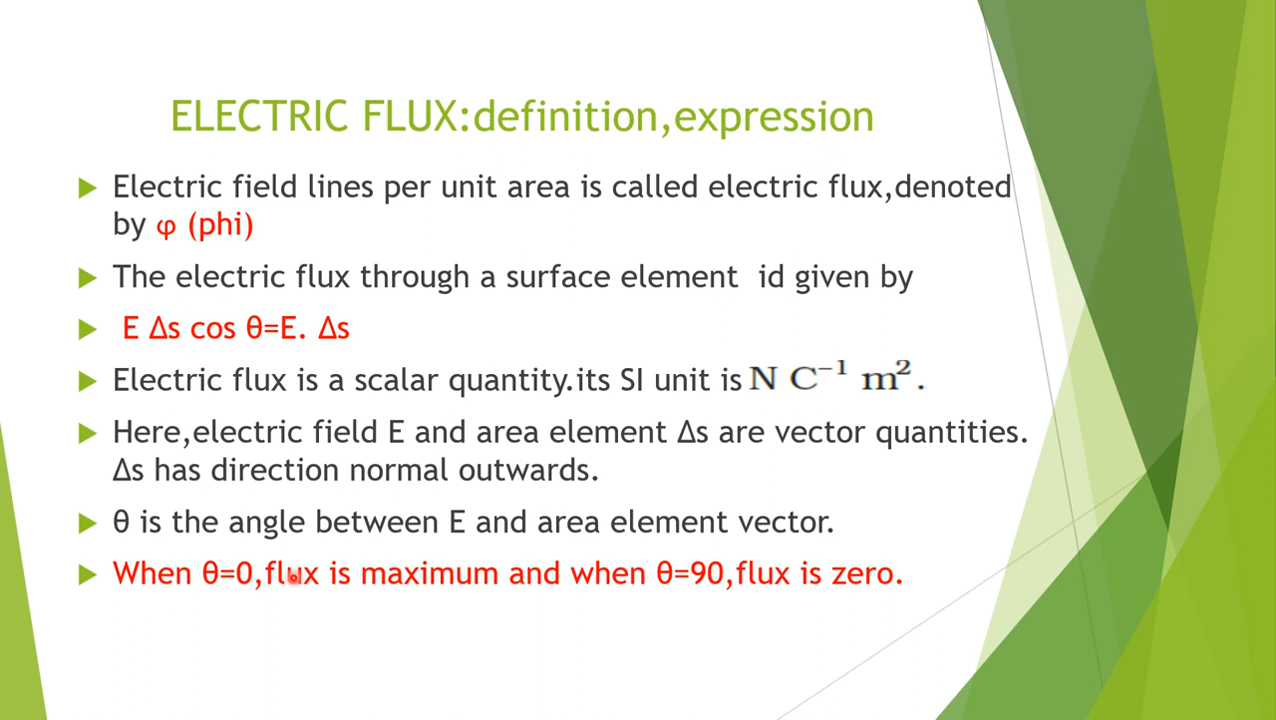 ELECTRIC FLUX:definition,expression
Electric field lines per unit area is called electric flux,denoted
by φ (phi)
The electric flux through a surface element id given by
E Δs cos θ=E. Δs
Electric flux is a scalar quantity.its SI unit is N C⁻¹ m².
Here,electric field E and area element Δs are vector quantities.
Δs has direction normal outwards.
θ is the angle between E and area element vector.
When θ=0,flux is maximum and when θ=90,flux is zero.